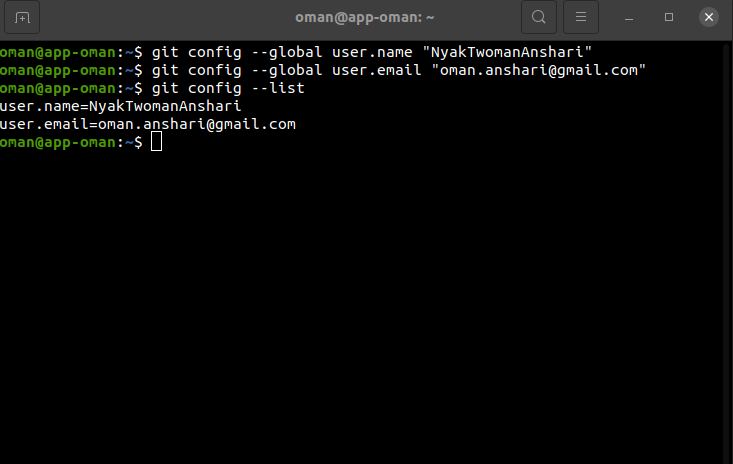 oman@app-oman: ~
oman@app-oman:~$ git config --global user.name "NyakTwomanAnshari"
oman@app-oman:~$ git config --global user.email "oman.anshari@gmail.com"
oman@app-oman:~$ git config --list
user.name=NyakTwomanAnshari
user.email=oman.anshari@gmail.com
oman@app-oman:~$